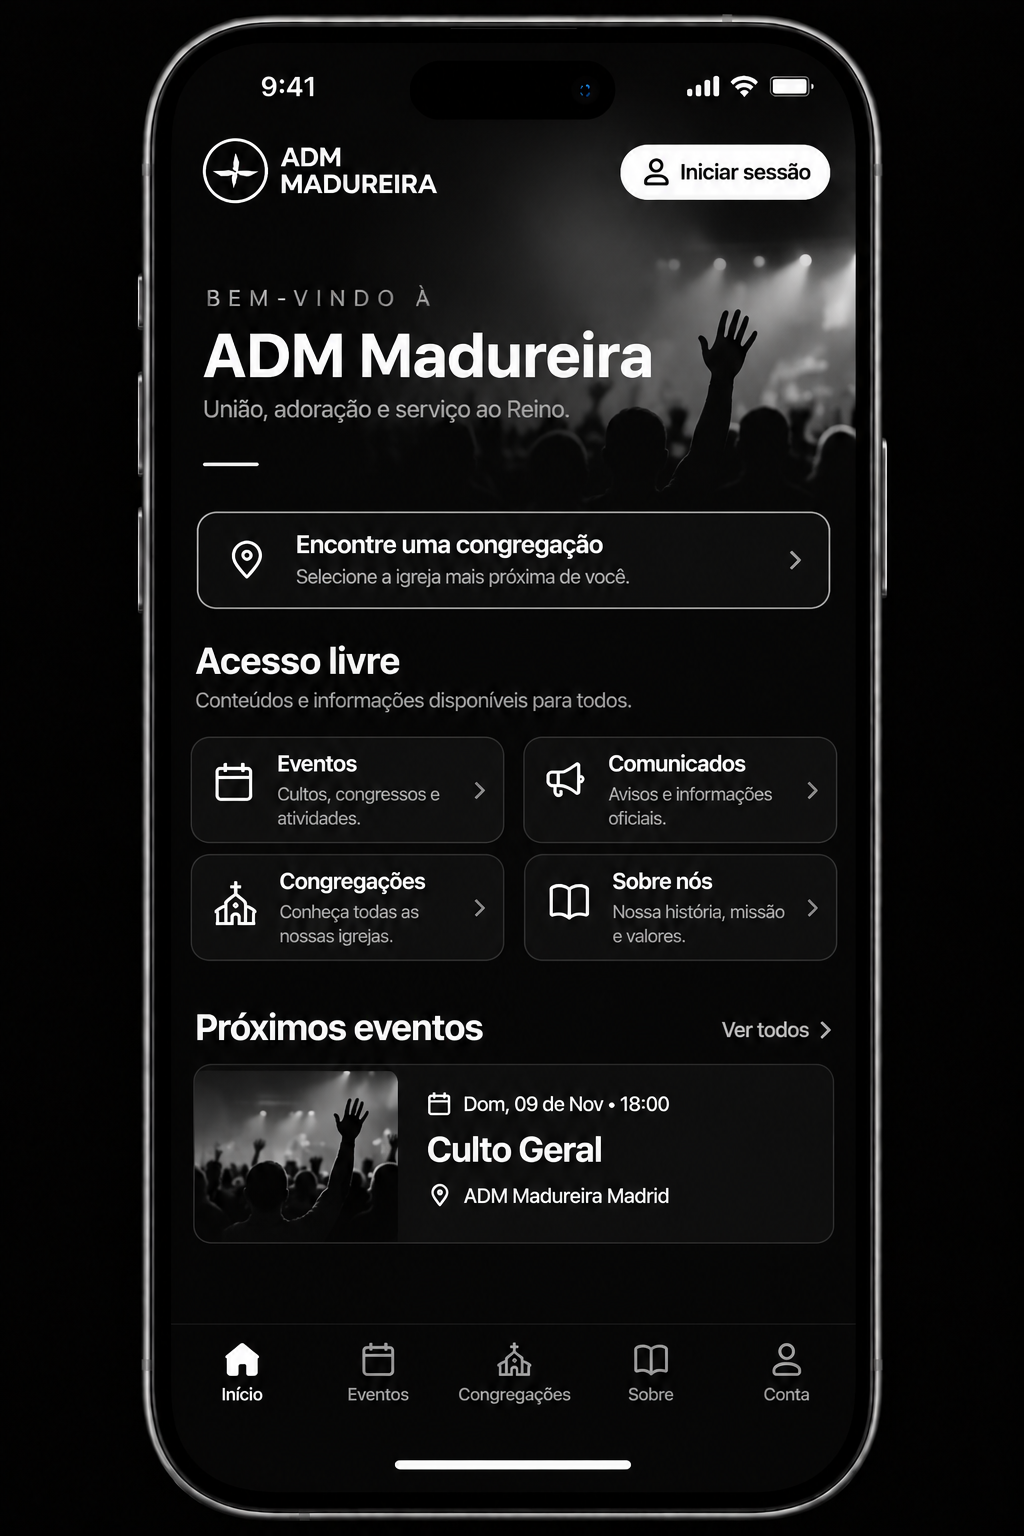 9:41
ADM
MADUREIRA
Iniciar sessão
BEM-VINDO À
ADM Madureira
União, adoração e serviço ao Reino.
Encontre uma congregação
Selecione a igreja mais próxima de você.
Acesso livre
Conteúdos e informações disponíveis para todos.
Eventos
Cultos, congressos e
atividades.
Comunicados
Avisos e informações
oficiais.
Congregações
Conheça todas as
nossas igrejas.
Sobre nós
Nossa história, missão
e valores.
Próximos eventos
Ver todos
Dom, 09 de Nov • 18:00
Culto Geral
ADM Madureira Madrid
Início
Eventos
Congregações
Sobre
Conta